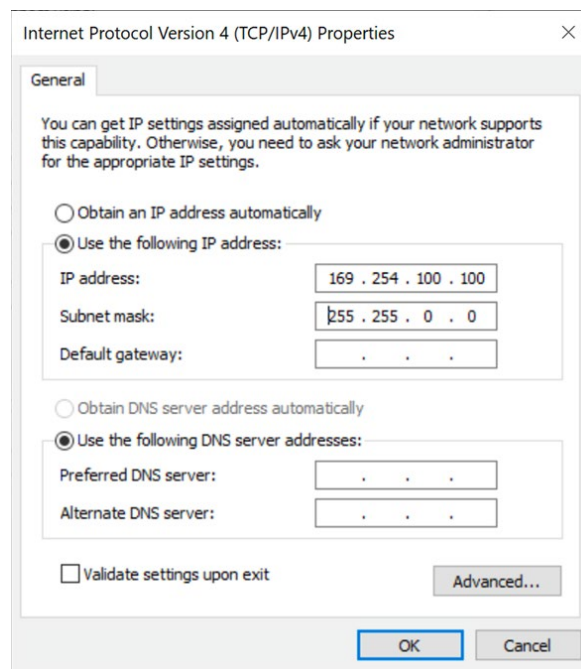 Internet Protocol Version 4 (TCP/IPv4) Properties
General
You can get IP settings assigned automatically if your network supports
this capability. Otherwise, you need to ask your network administrator
for the appropriate IP settings.
Obtain an IP address automatically
Use the following IP address:
IP address: 169 . 254 . 100 . 100
Subnet mask: 255 . 255 . 0 . 0
Default gateway: . . .
Obtain DNS server address automatically
Use the following DNS server addresses:
Preferred DNS server: . . .
Alternate DNS server: . . .
Validate settings upon exit
Advanced...
OK Cancel